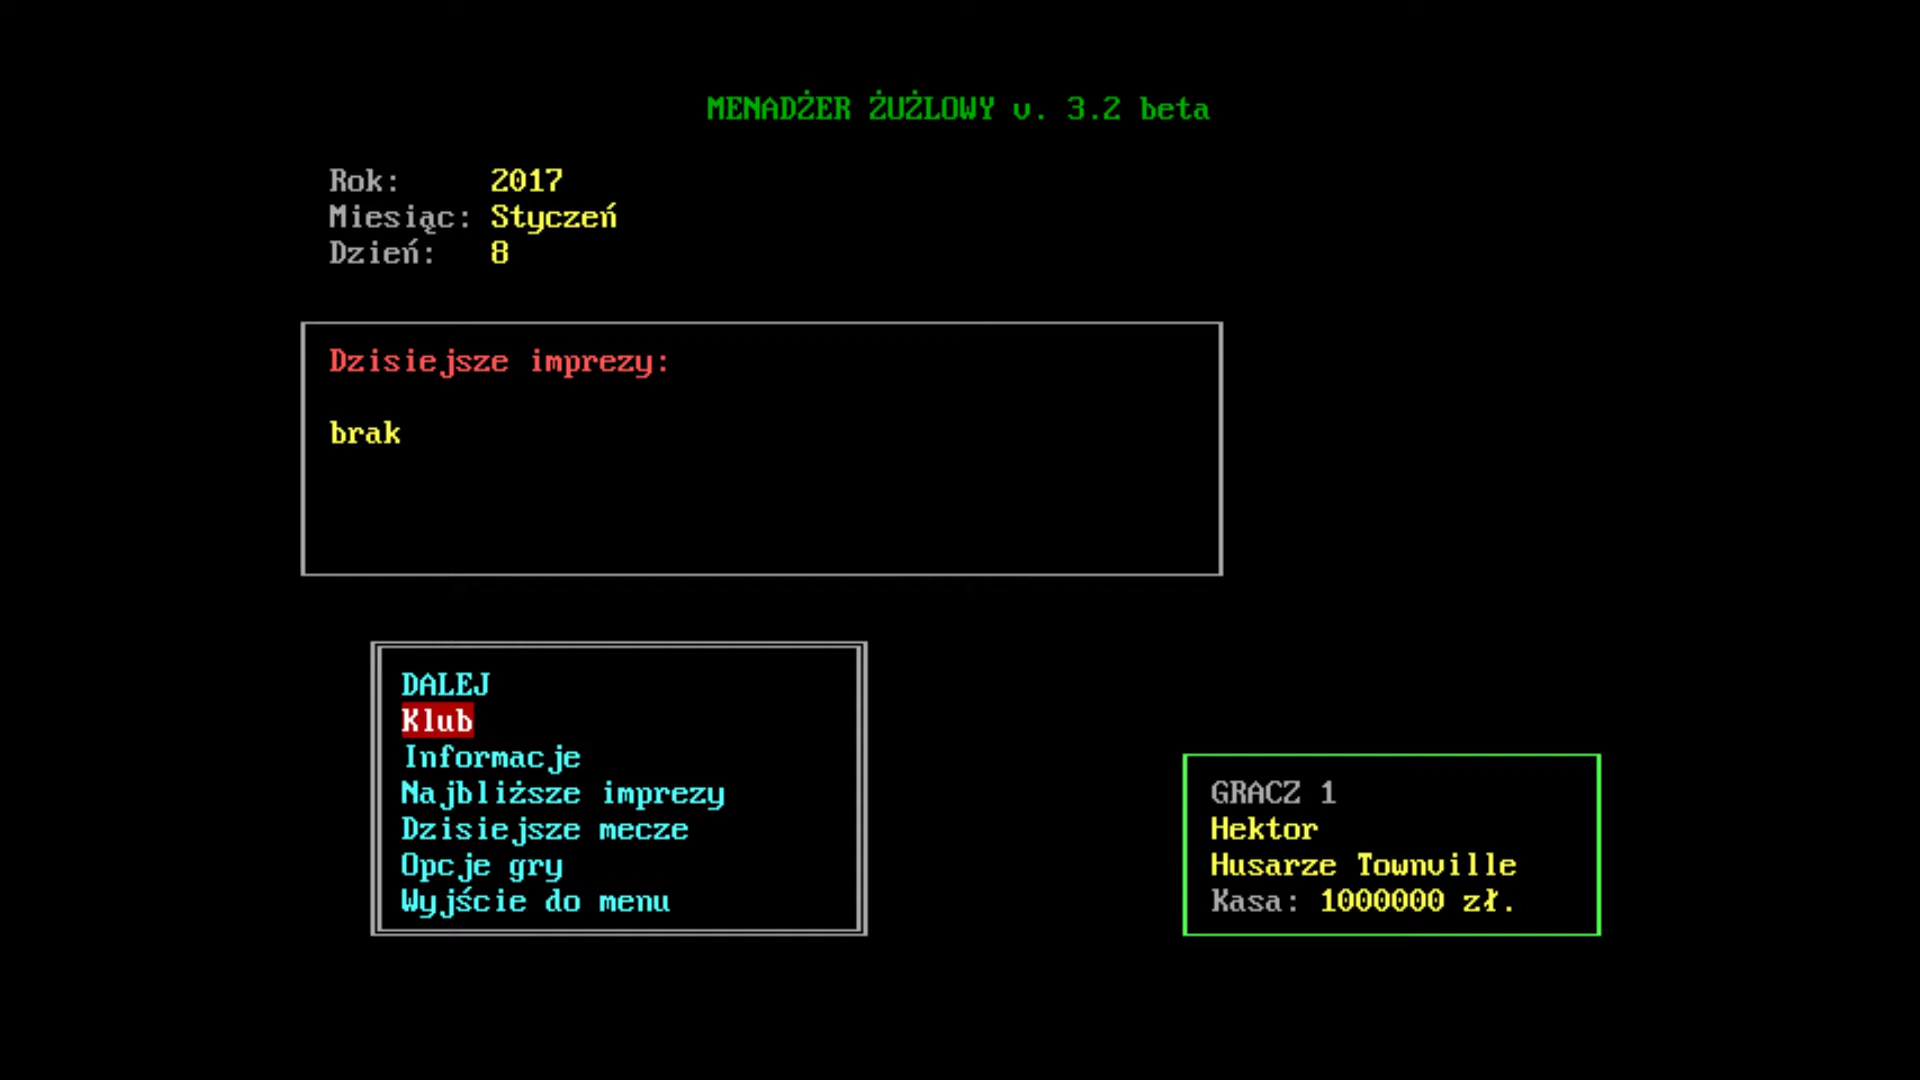 MENADŻER ŻUŻLOWY v. 3.2 beta
Rok: 2017
Miesiąc: Styczeń
Dzień: 8
Dzisiejsze imprezy:
brak
DALEJ
Klub
Informacje
Najbliższe imprezy
Dzisiejsze mecze
Opcje gry
Wyjście do menu
GRACZ 1
Hektor
Husarze Townville
Kasa: 1000000 zł.